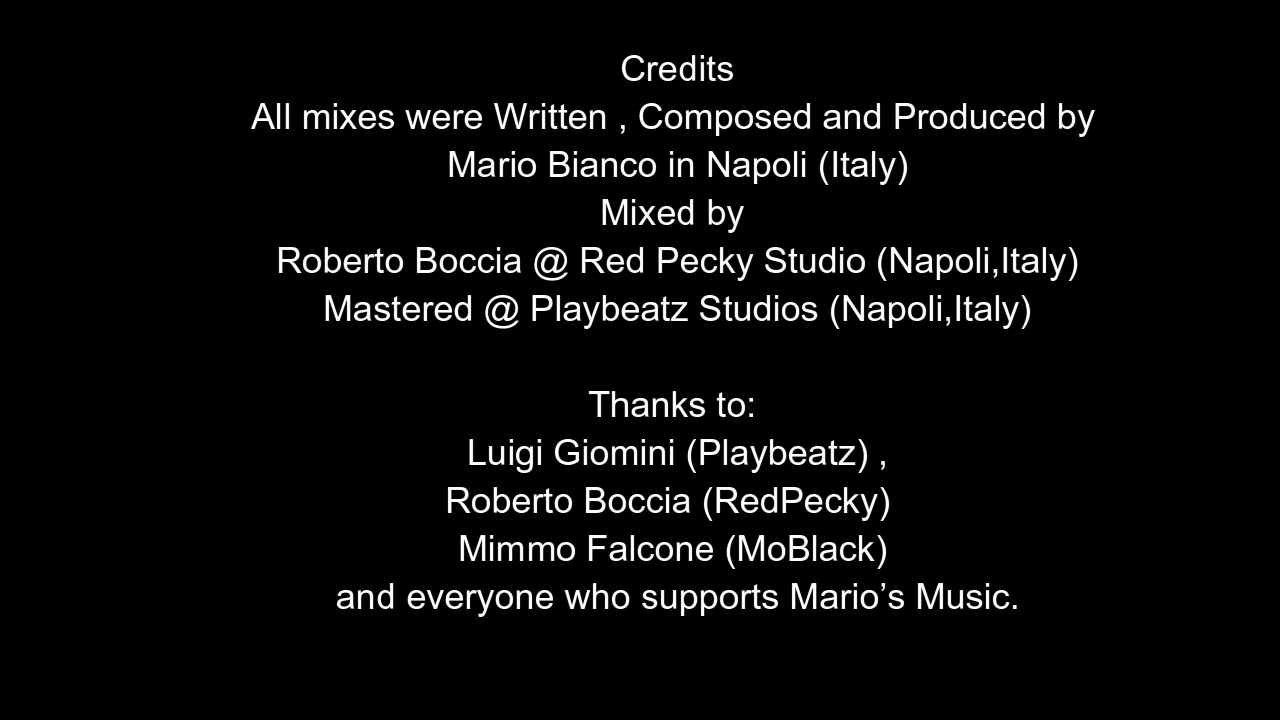 Credits
All mixes were Written , Composed and Produced by
Mario Bianco in Napoli (Italy)
Mixed by
Roberto Boccia @ Red Pecky Studio (Napoli,Italy)
Mastered @ Playbeatz Studios (Napoli,Italy)
Thanks to:
Luigi Giomini (Playbeatz) ,
Roberto Boccia (RedPecky)
Mimmo Falcone (MoBlack)
and everyone who supports Mario’s Music.